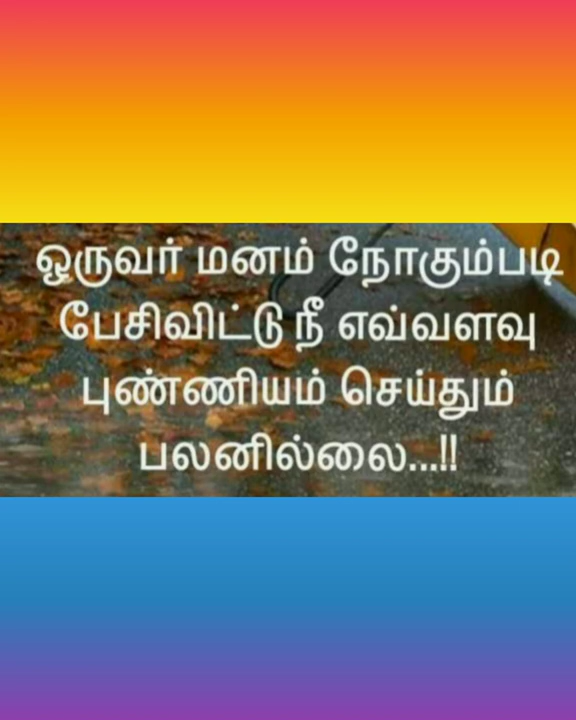 ஒருவர் மனம் நோகும்படி
பேசிவிட்டு நீ எவ்வளவு
புண்ணியம் செய்தும்
பலனில்லை...!!